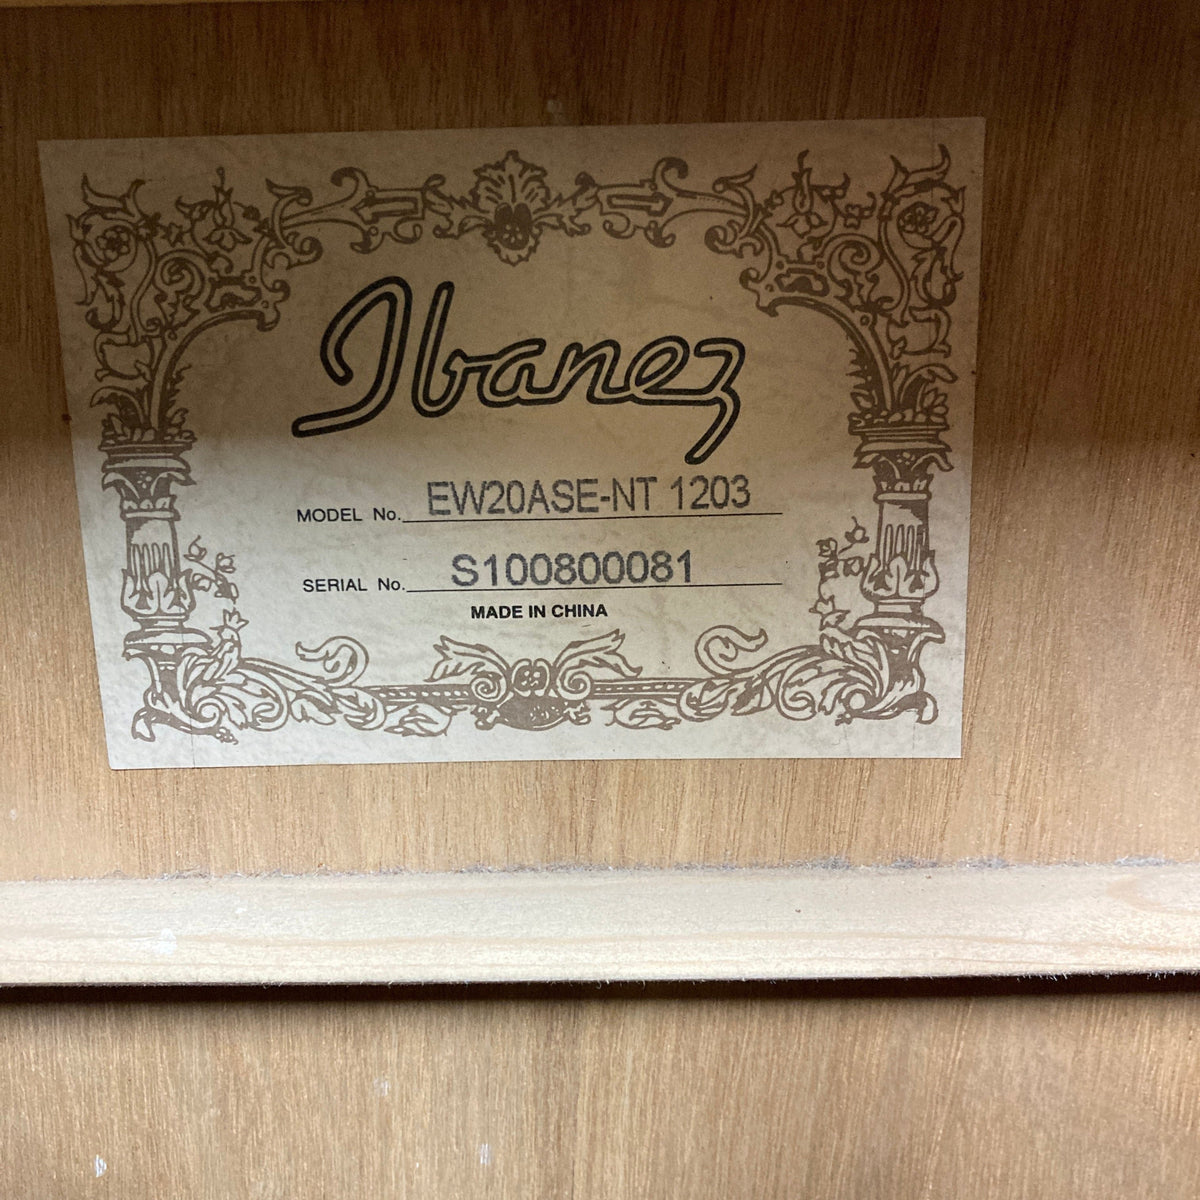 Ibanez
MODEL No. EW20ASE-NT 1203
SERIAL No. S100800081
MADE IN CHINA